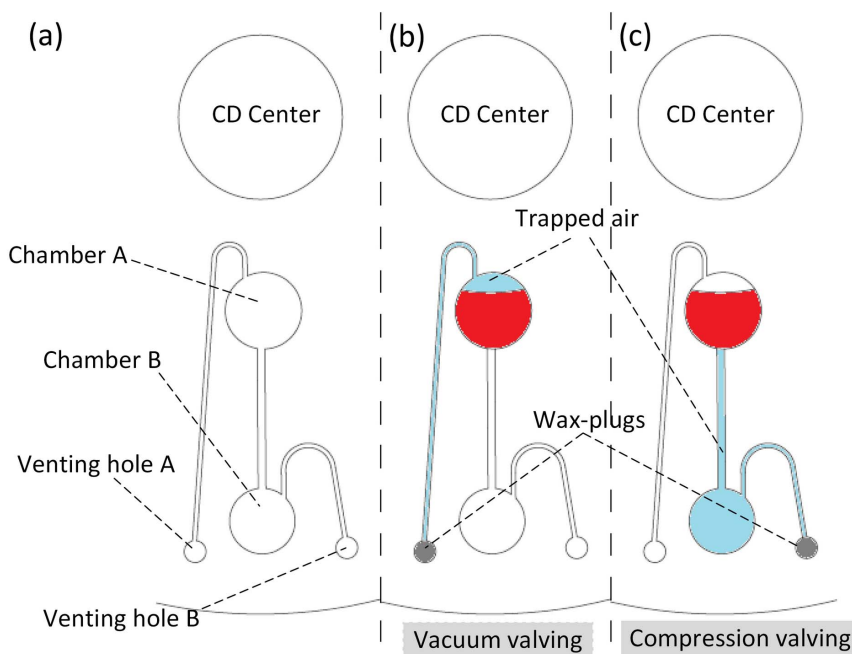 (a)
(b)
(c)
CD Center
CD Center
CD Center
Trapped air
Chamber A
Chamber B
Wax-plugs
Venting hole A
Venting hole B
Vacuum valving
Compression valving